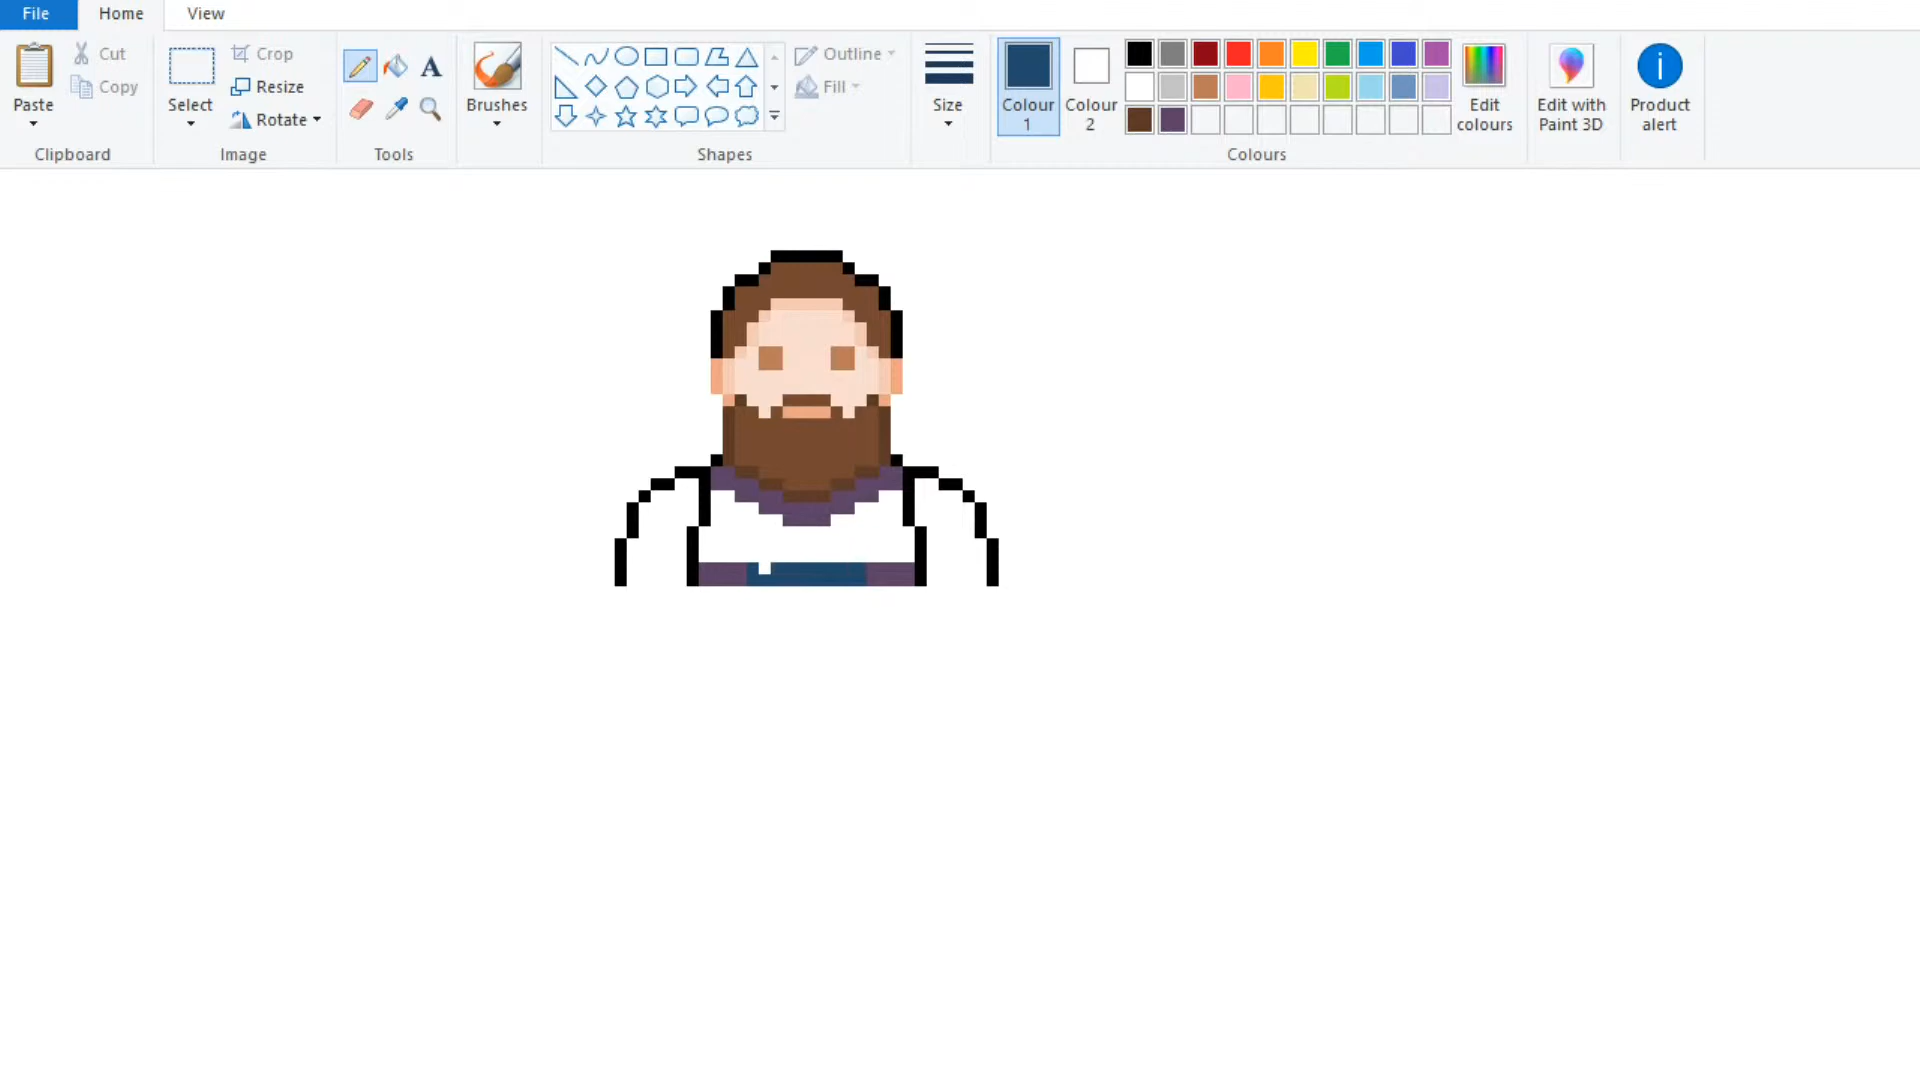 File Home View
Paste
Cut
Copy
Clipboard
Select
Crop
Resize
Rotate
Image
A
Tools
Brushes
Outline
Fill
Shapes
Size
Colour 1
Colour 2
Edit colours
Colours
Edit with Paint 3D
Product alert